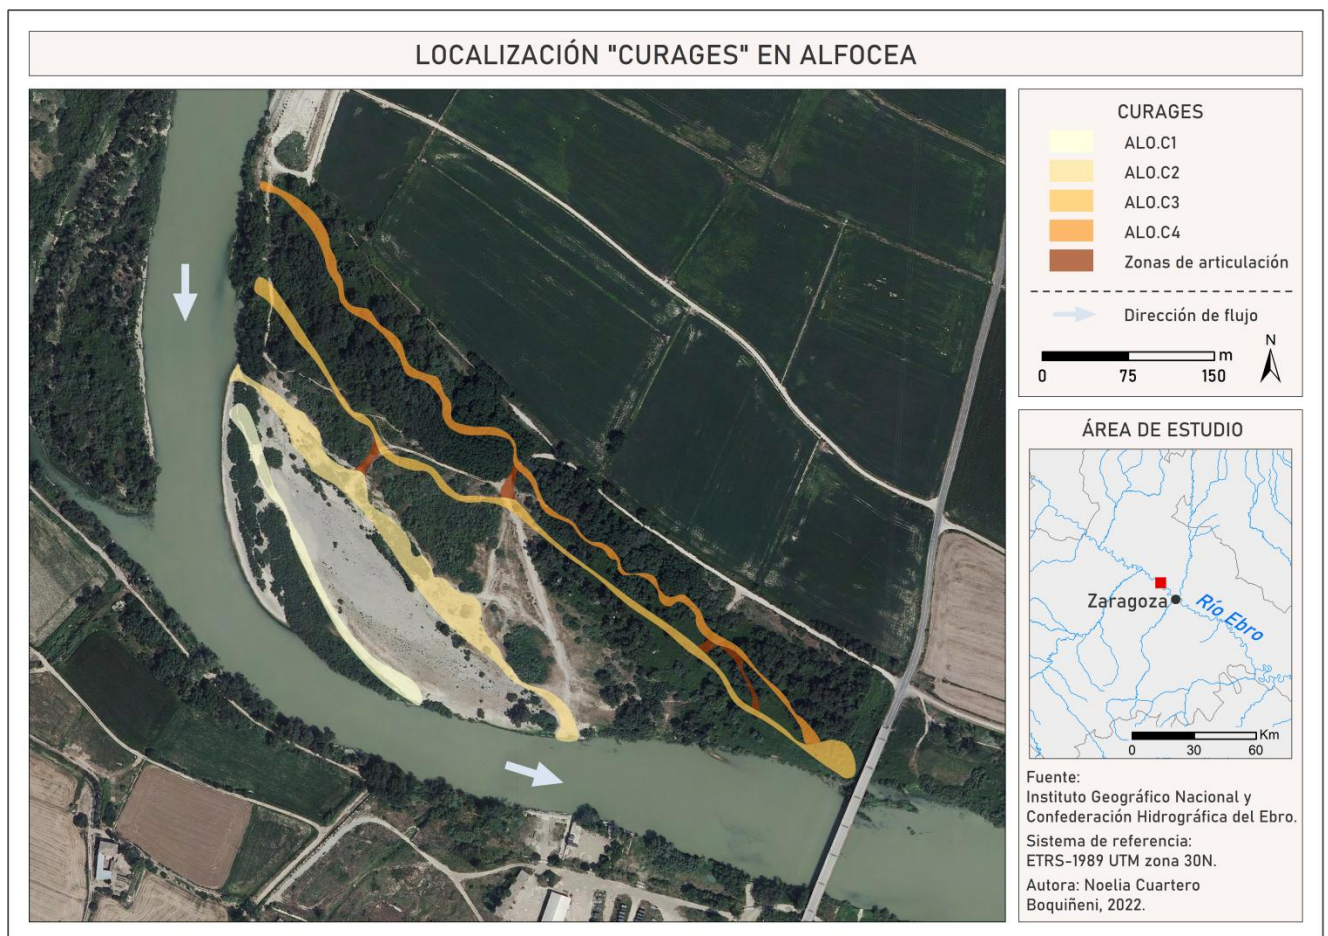 LOCALIZACIÓN "CURAGES" EN ALFOCEA
CURAGES
ALO.C1
ALO.C2
ALO.C3
ALO.C4
Zonas de articulación
Dirección de flujo
N
m
0 75 150
ÁREA DE ESTUDIO
Zaragoza
Río Ebro
Km
0 30 60
Fuente:
Instituto Geográfico Nacional y
Confederación Hidrográfica del Ebro.
Sistema de referencia:
ETRS-1989 UTM zona 30N.
Autora: Noelia Cuartero
Boquiñeni, 2022.